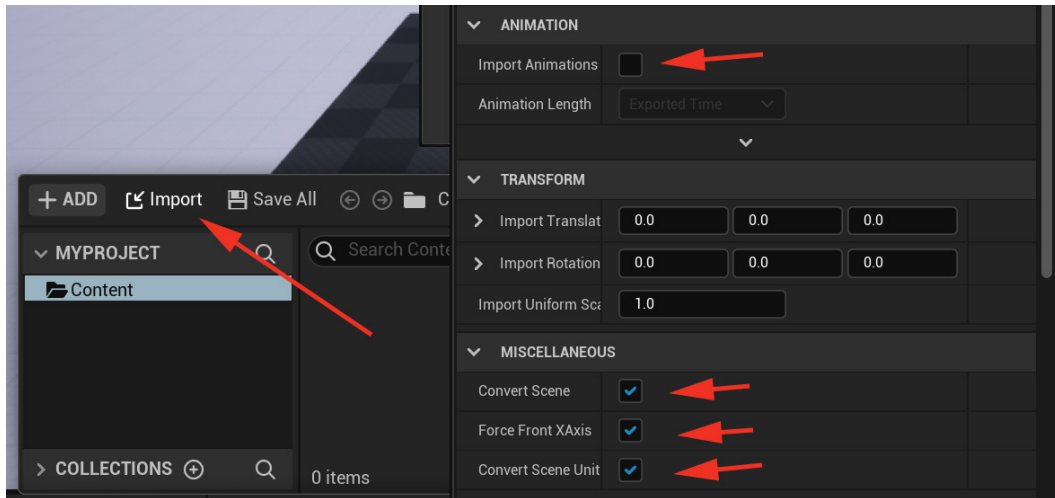 + ADD
Import
Save All
C
MYPROJECT
Search Conte
Content
COLLECTIONS
0 items
ANIMATION
Import Animations
Animation Length
Exported Time
TRANSFORM
Import Translat
0.0
0.0
0.0
Import Rotation
0.0
0.0
0.0
Import Uniform Sca
1.0
MISCELLANEOUS
Convert Scene
Force Front XAxis
Convert Scene Unit